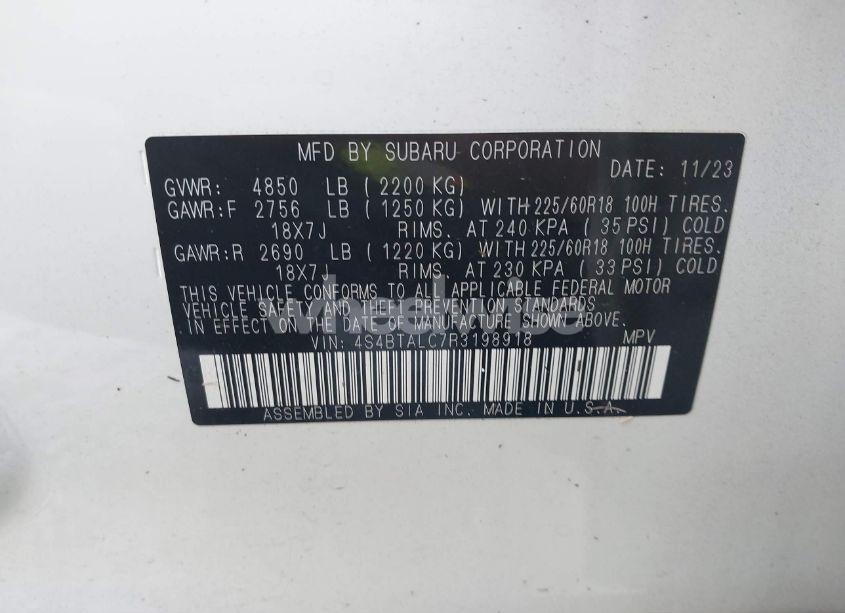 MFD BY SUBARU CORPORATION
DATE: 11/23
GVWR: 4850 LB ( 2200 KG)
GAWR:F 2756 LB ( 1250 KG) WITH 225/60R18 100H TIRES.
18X7J RIMS. AT 240 KPA ( 35 PSI) COLD
GAWR:R 2690 LB ( 1220 KG) WITH 225/60R18 100H TIRES.
18X7J RIMS. AT 230 KPA ( 33 PSI) COLD
THIS VEHICLE CONFORMS TO ALL APPLICABLE FEDERAL MOTOR
VEHICLE SAFETY AND THEFT PREVENTION STANDARDS
IN EFFECT ON THE DATE OF MANUFACTURE SHOWN ABOVE.
wheelwise
VIN: 4S4BTALC7R3198918 MPV
ASSEMBLED BY SIA INC. MADE IN U.S.A.